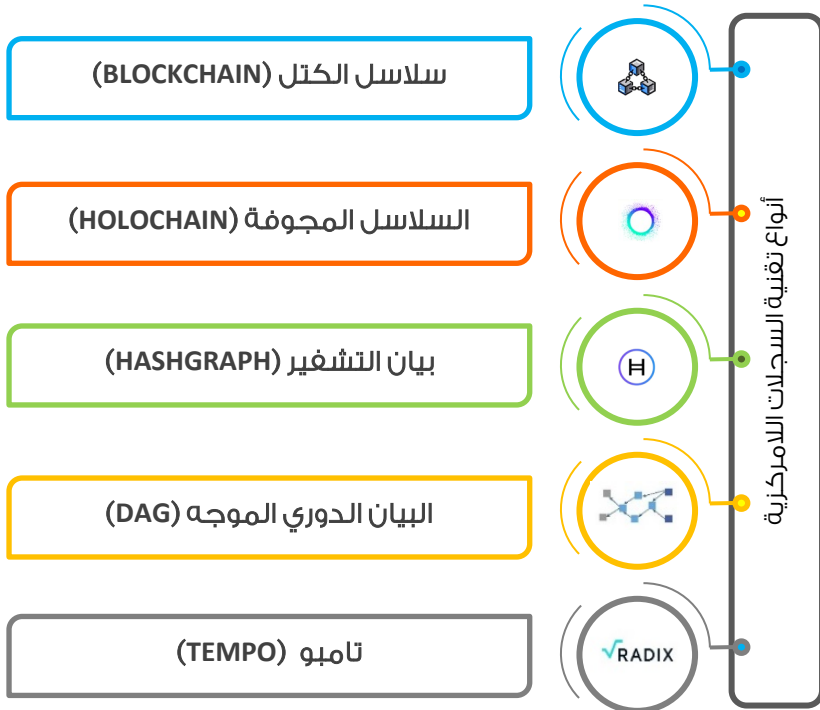 أنواع تقنية السجلات اللامركزية
سلاسل الكتل (BLOCKCHAIN)
السلاسل المجوفة (HOLOCHAIN)
بيان التشفير (HASHGRAPH)
H
البيان الدوري الموجه (DAG)
تامبو (TEMPO)
√RADIX